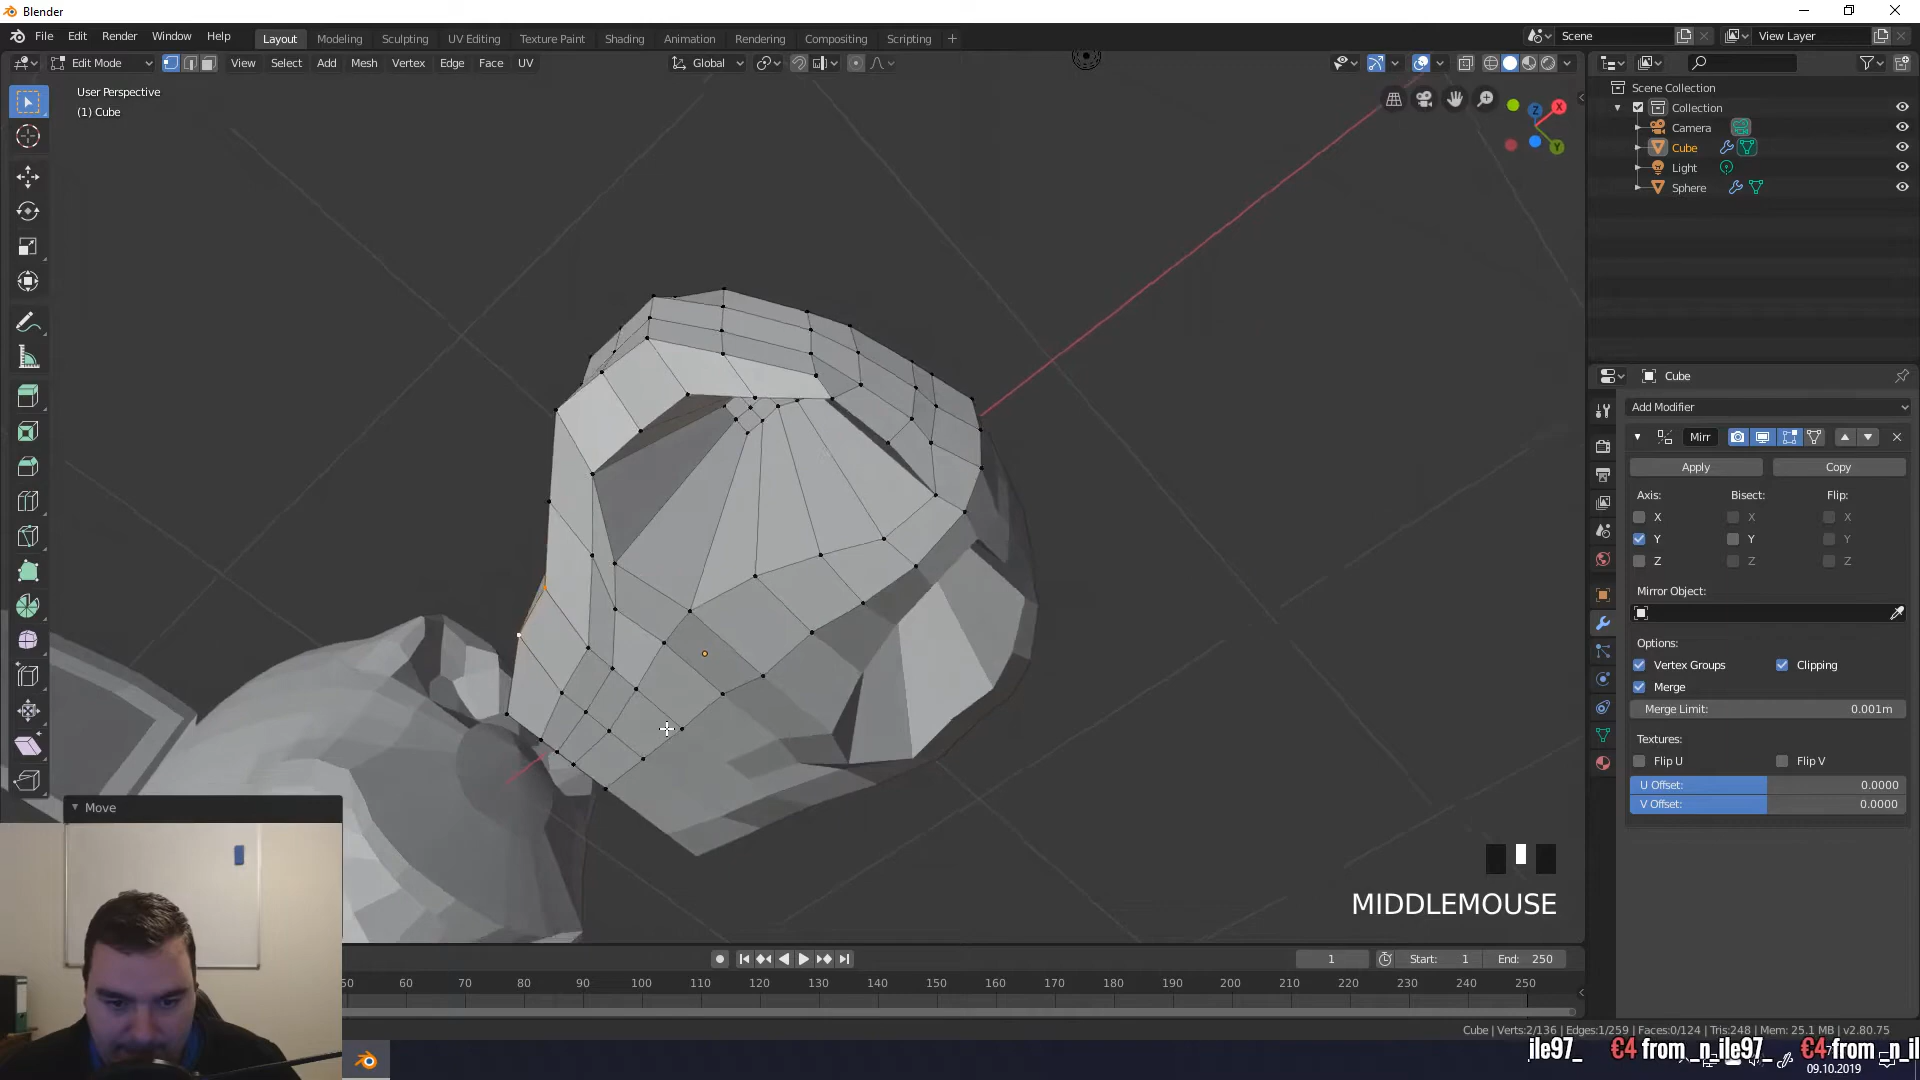 Blender
File Edit Render Window Help
Layout Modeling Sculpting UV Editing Texture Paint Shading Animation Rendering Compositing Scripting
Scene
View Layer
Edit Mode View Select Add Mesh Vertex Edge Face UV
Global
User Perspective
(1) Cube
X
Z
Y
Scene Collection
Collection
Camera
Cube
Light
Sphere
Cube
Add Modifier
Mirr
Apply Copy
Axis: Bisect: Flip:
X X X
Y Y Y
Z Z Z
Mirror Object:
Options:
Vertex Groups Clipping
Merge
Merge Limit: 0.001m
Textures:
Flip U Flip V
U Offset: 0.0000
V Offset: 0.0000
Move
MIDDLEMOUSE
1 Start: 1 End: 250
60 70 80 90 100 110 120 130 140 150 160 170 180 190 200 210 220 230 240 250
Cube | Verts:2/136 | Edges:1/259 | Faces:0/124 | Tris:248 | Mem: 25.1 MB | v2.80.75
ile97_ €4 from _n_ile97_ €4 from _n_il
09.10.2019